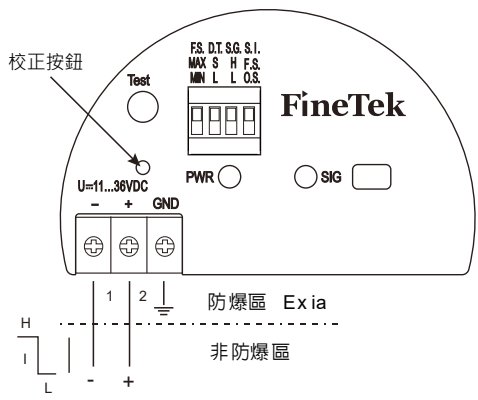 校正按鈕
F.S. D.T. S.G. S.I.
MAX S H F.S.
MIN L L O.S.
Test
FineTek
PWR
SIG
U⎓11...36VDC
- + GND
1 2
防爆區 Ex ia
H
非防爆區
I
L
- +